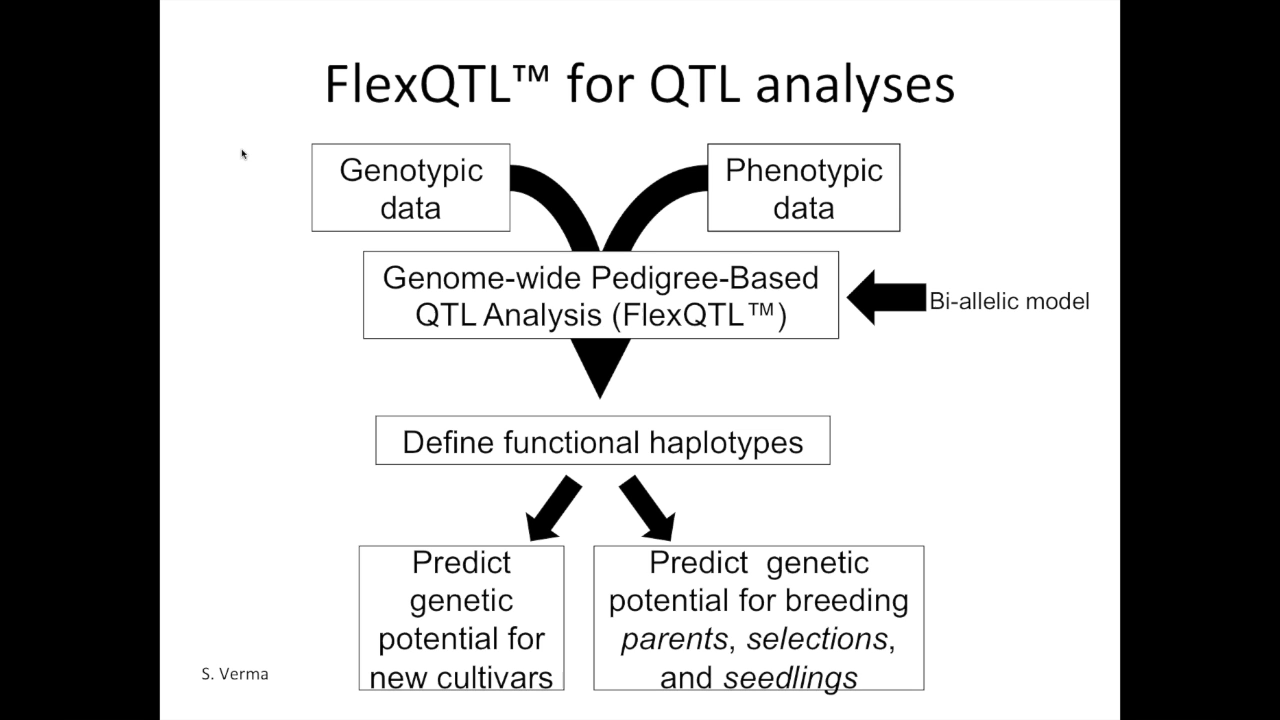 FlexQTL™ for QTL analyses
Genotypic
data
Phenotypic
data
Genome-wide Pedigree-Based
QTL Analysis (FlexQTL™)
Bi-allelic model
Define functional haplotypes
Predict
genetic
potential for
new cultivars
Predict genetic
potential for breeding
parents, selections,
and seedlings
S. Verma